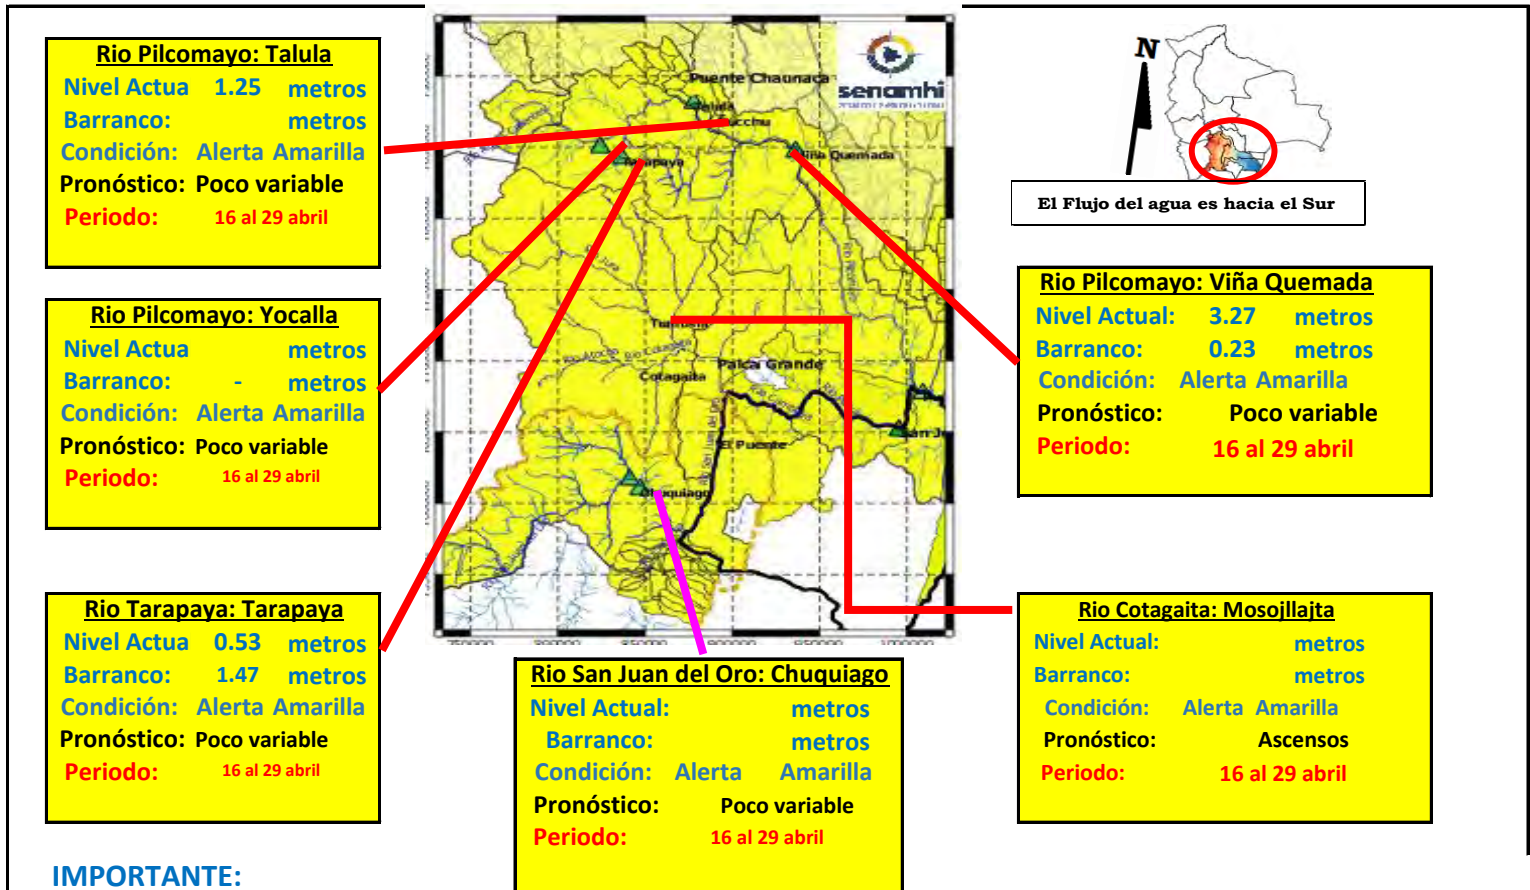 Rio Pilcomayo: Talula
Nivel Actua 1.25 metros
Barranco: metros
Condición: Alerta Amarilla
Pronóstico: Poco variable
Periodo: 16 al 29 abril
Rio Pilcomayo: Yocalla
Nivel Actua metros
Barranco: - metros
Condición: Alerta Amarilla
Pronóstico: Poco variable
Periodo: 16 al 29 abril
Rio Tarapaya: Tarapaya
Nivel Actua 0.53 metros
Barranco: 1.47 metros
Condición: Alerta Amarilla
Pronóstico: Poco variable
Periodo: 16 al 29 abril
IMPORTANTE:
Puente Chaunaca
senamhi
Tarapaya
Viña Quemada
Palca Grande
Cotagaita
El Puente
Chuquiago
Rio San Juan del Oro: Chuquiago
Nivel Actual: metros
Barranco: metros
Condición: Alerta Amarilla
Pronóstico: Poco variable
Periodo: 16 al 29 abril
N
El Flujo del agua es hacia el Sur
Rio Pilcomayo: Viña Quemada
Nivel Actual: 3.27 metros
Barranco: 0.23 metros
Condición: Alerta Amarilla
Pronóstico: Poco variable
Periodo: 16 al 29 abril
Rio Cotagaita: Mosojllajta
Nivel Actual: metros
Barranco: metros
Condición: Alerta Amarilla
Pronóstico: Ascensos
Periodo: 16 al 29 abril